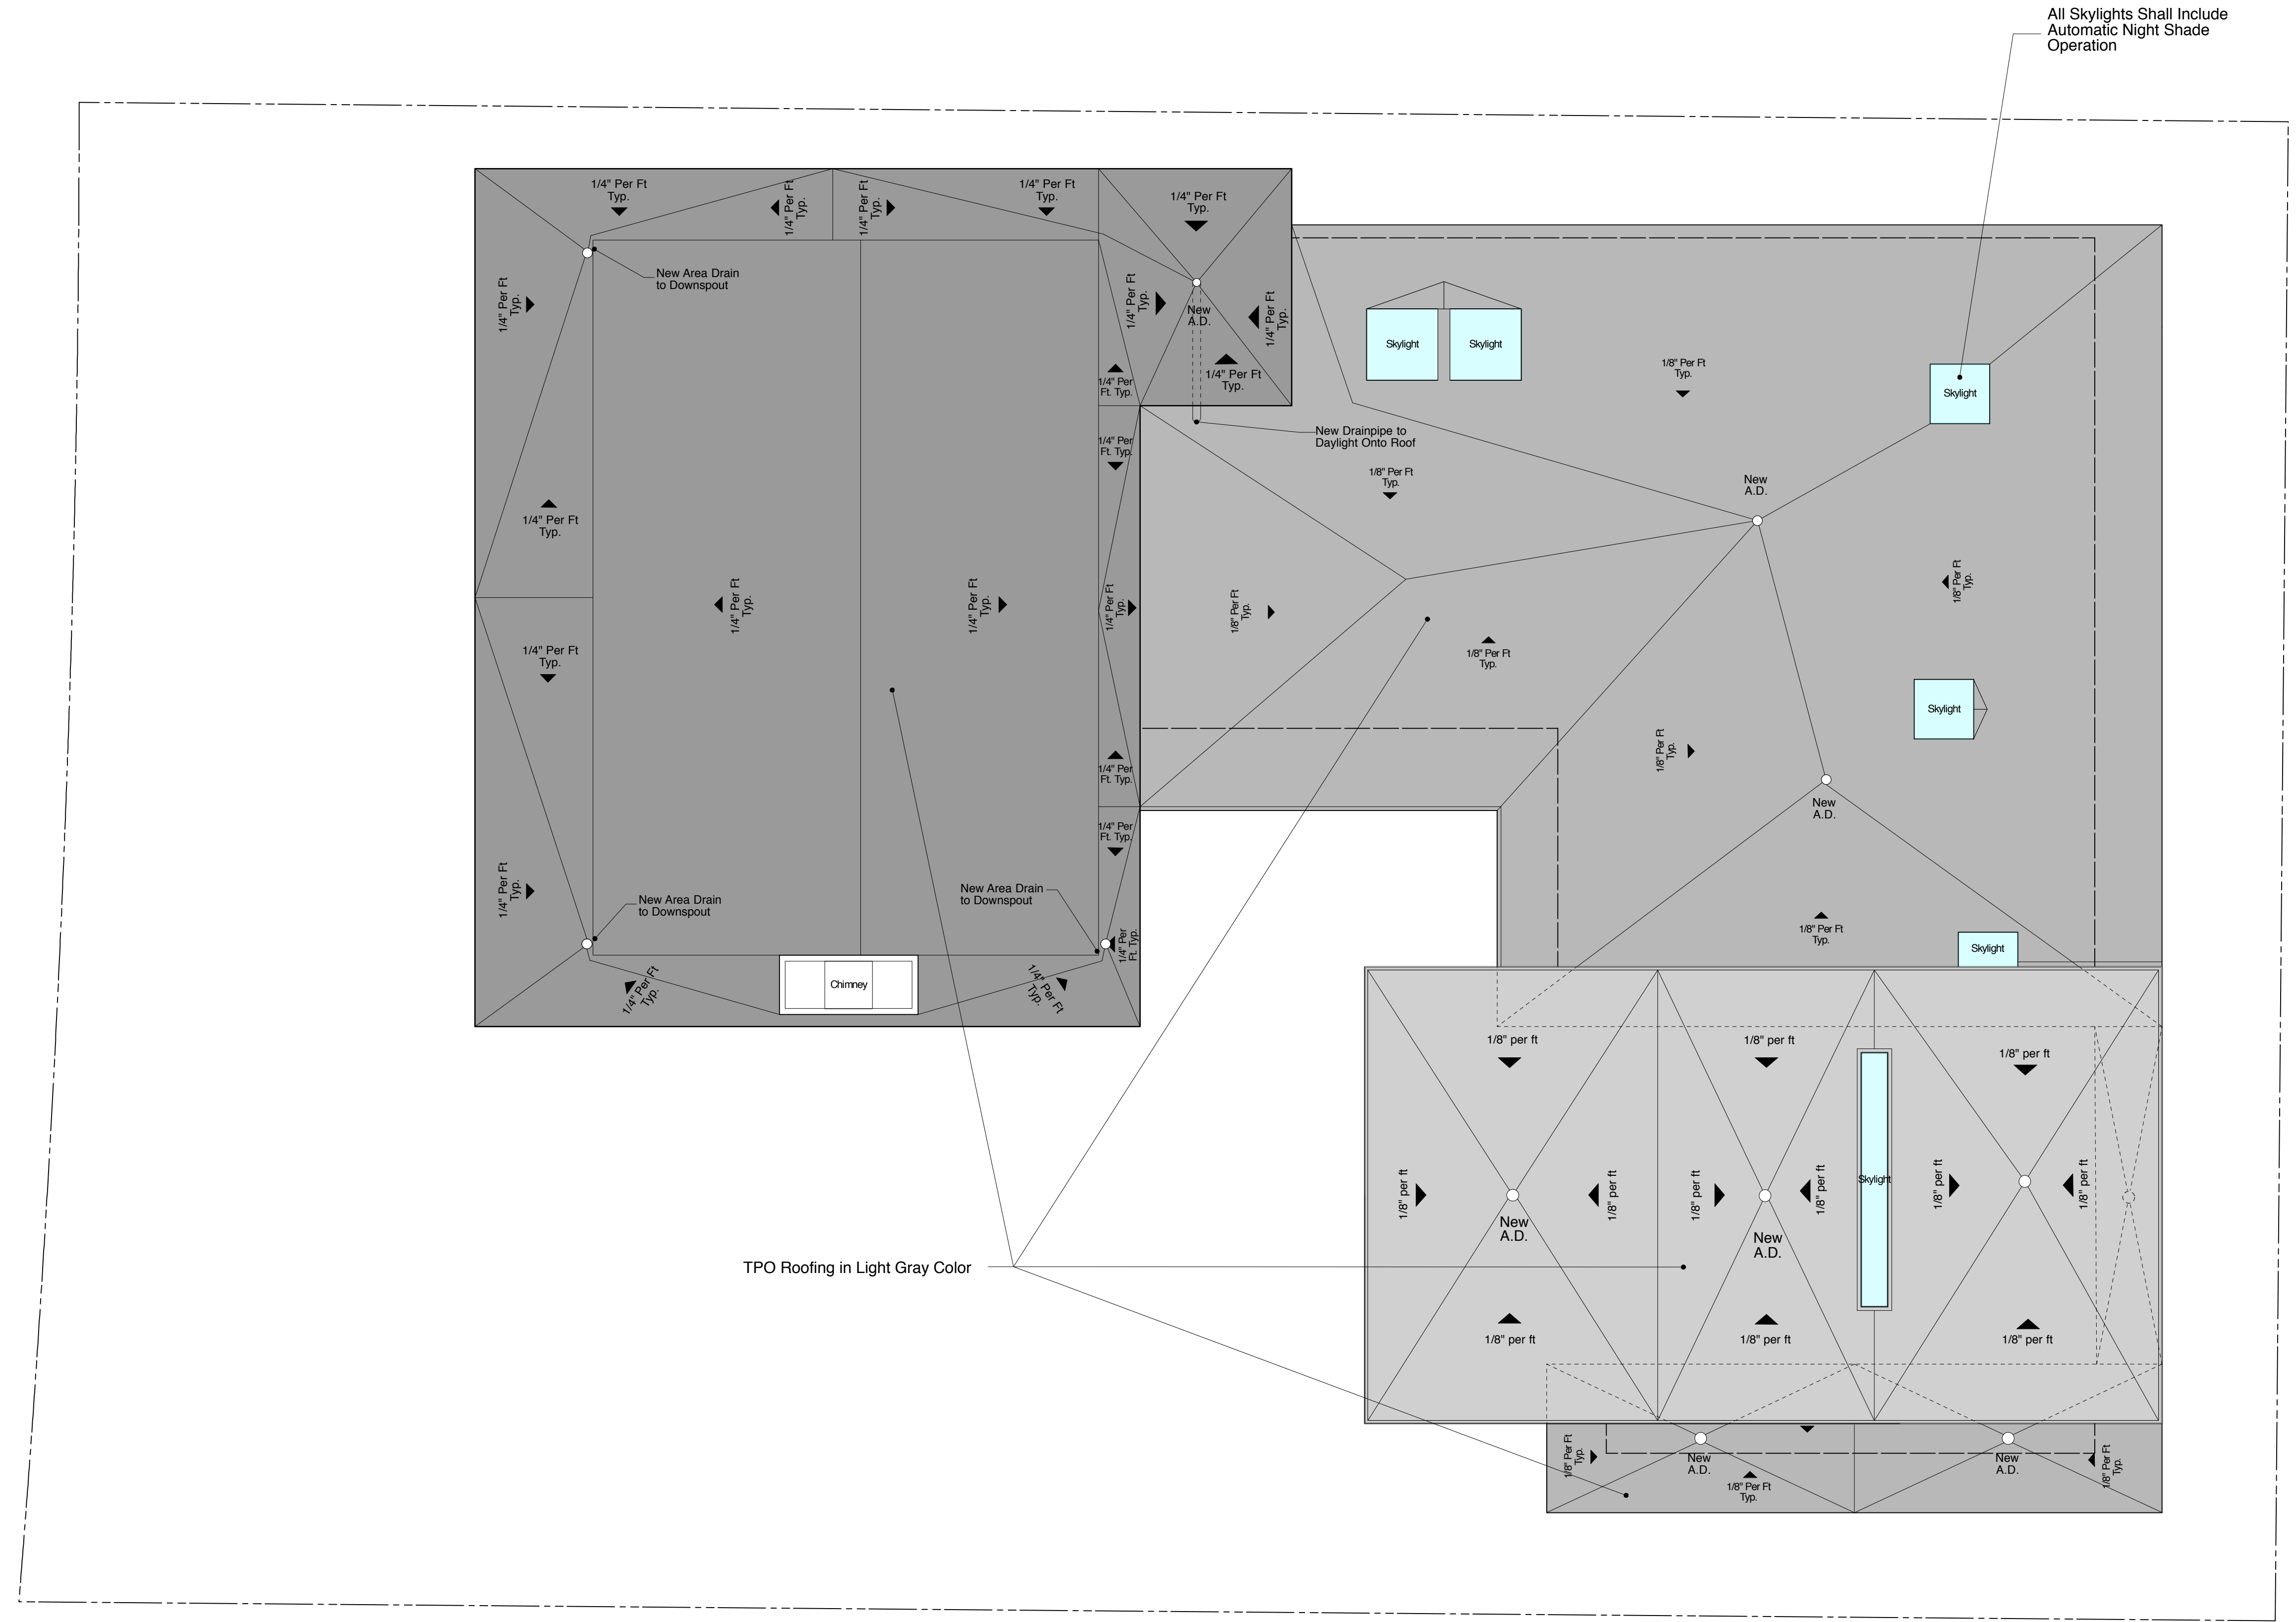 All Skylights Shall Include
Automatic Night Shade
Operation
1/4" Per Ft
Typ.
1/4" Per Ft
Typ.
1/4" Per Ft
Typ.
1/4" Per Ft
Typ.
1/4" Per Ft
Typ.
New Area Drain
to Downspout
1/4" Per Ft
Typ.
1/4" Per Ft
Typ.
New
A.D.
1/4" Per Ft
Typ.
1/4" Per Ft
Typ.
1/4" Per
Ft. Typ.
Skylight
Skylight
1/8" Per Ft
Typ.
Skylight
New Drainpipe to
Daylight Onto Roof
1/4" Per
Ft. Typ.
1/8" Per Ft
Typ.
New
A.D.
1/4" Per Ft
Typ.
1/4" Per Ft
Typ.
1/4" Per Ft
Typ.
1/4" Per Ft
Typ.
1/8" Per Ft
Typ.
1/8" Per Ft
Typ.
1/8" Per Ft
Typ.
1/4" Per Ft
Typ.
Skylight
1/8" Per Ft
Typ.
1/4" Per
Ft. Typ.
New
A.D.
1/4" Per
Ft. Typ.
1/4" Per Ft
Typ.
New Area Drain
to Downspout
New Area Drain
to Downspout
1/4" Per
Ft. Typ.
1/8" Per Ft
Typ.
Skylight
1/4" Per Ft
Typ.
Chimney
1/4" Per Ft
Typ.
1/8" per ft
1/8" per ft
1/8" per ft
1/8" per ft
1/8" per ft
1/8" per ft
1/8" per ft
Skylight
1/8" per ft
1/8" per ft
New
A.D.
New
A.D.
TPO Roofing in Light Gray Color
1/8" per ft
1/8" per ft
1/8" per ft
1/8" Per Ft
Typ.
New
A.D.
1/8" Per Ft
Typ.
New
A.D.
1/8" Per Ft
Typ.